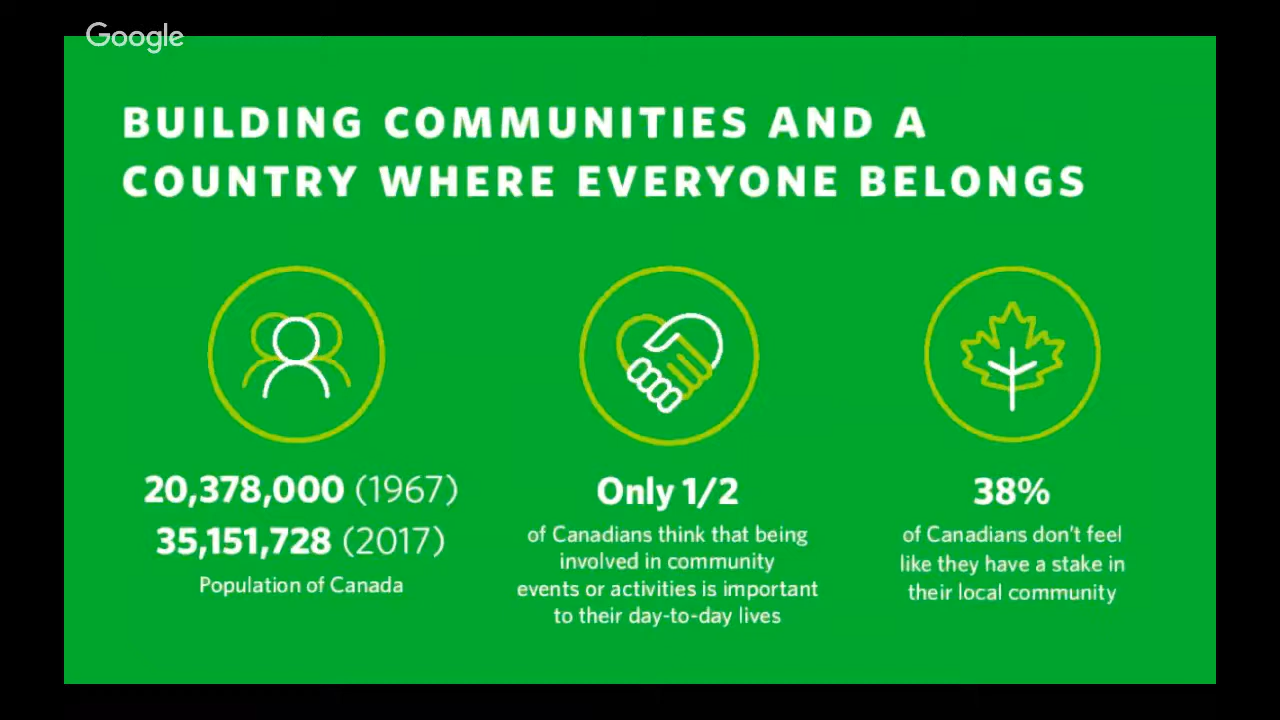 Google
BUILDING COMMUNITIES AND A
COUNTRY WHERE EVERYONE BELONGS
20,378,000 (1967)
35,151,728 (2017)
Population of Canada
Only 1/2
of Canadians think that being
involved in community
events or activities is important
to their day-to-day lives
38%
of Canadians don't feel
like they have a stake in
their local community